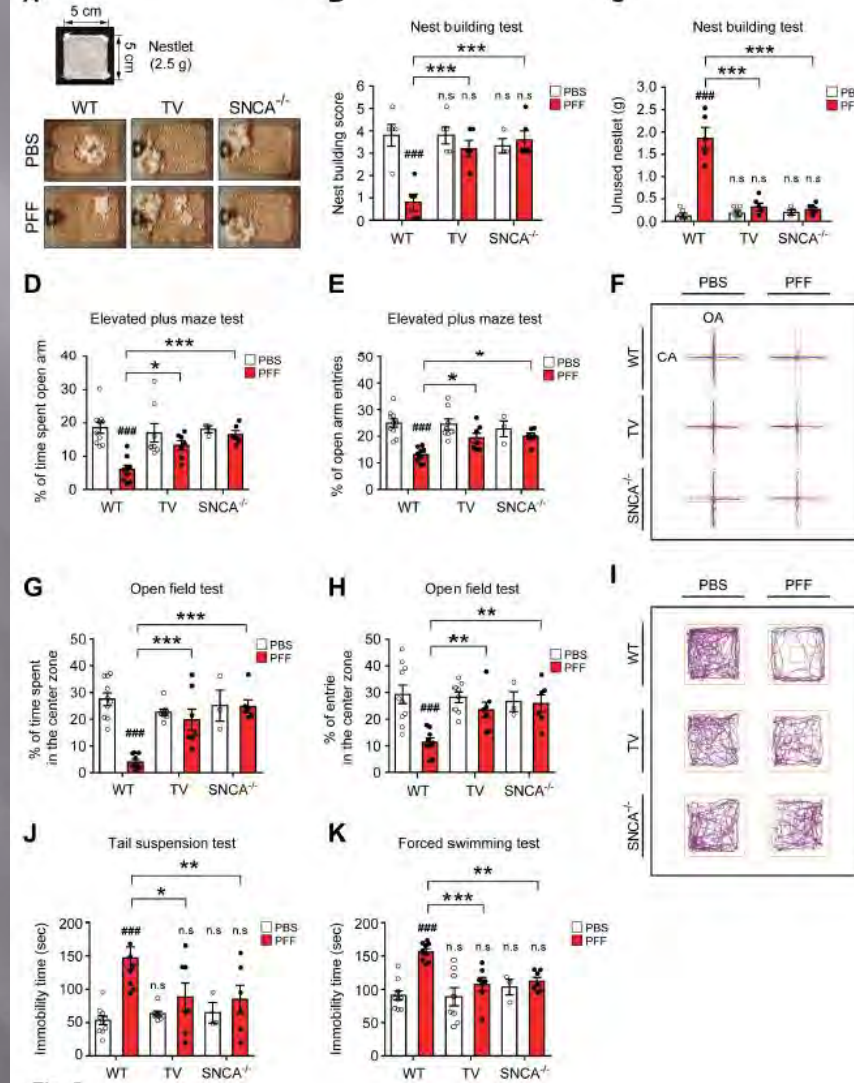 5 cm
5 cm
Nestlet
(2.5 g)
WT
TV
SNCA-/-
PBS
PFF
Nest building test
***
***
n.s n.s
n.s n.s
###
Nest building score
6
5
4
3
2
1
0
WT
TV
SNCA-/-
PBS
PFF
Nest building test
***
***
###
n.s n.s
n.s n.s
Unused nestlet (g)
3.0
2.5
2.0
1.5
1.0
0.5
0.0
WT
TV
SNCA-/-
D
Elevated plus maze test
***
*
###
PBS
PFF
% of time spent open arm
40
30
20
10
0
WT
TV
SNCA-/-
E
Elevated plus maze test
*
*
###
PBS
PFF
% of open arm entries
50
40
30
20
10
0
WT
TV
SNCA-/-
F
PBS
PFF
OA
CA
WT
TV
SNCA-/-
G
Open field test
***
***
###
PBS
PFF
% of time spent
in the center zone
50
40
30
20
10
0
WT
TV
SNCA-/-
H
Open field test
**
**
###
PBS
PFF
% of entrie
in the center zone
50
40
30
20
10
0
WT
TV
SNCA-/-
I
PBS
PFF
WT
TV
SNCA-/-
J
Tail suspension test
**
*
###
n.s
n.s
n.s n.s
PBS
PFF
Immobility time (sec)
200
150
100
50
0
WT
TV
SNCA-/-
K
Forced swimming test
**
***
###
n.s n.s
n.s n.s
PBS
PFF
Immobility time (sec)
200
150
100
50
0
WT
TV
SNCA-/-